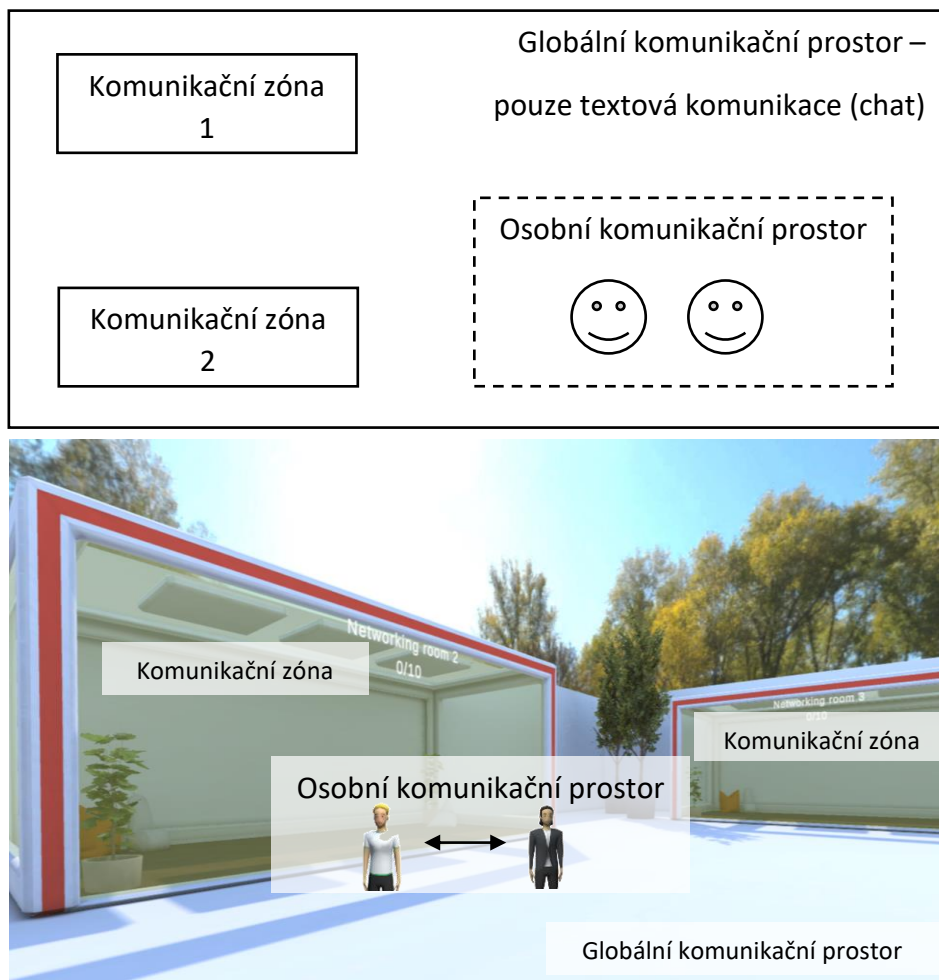 Globální komunikační prostor –
pouze textová komunikace (chat)
Komunikační zóna
1
Osobní komunikační prostor
Komunikační zóna
2
Networking room 2
0/10
Komunikační zóna
Networking room 3
0/10
Komunikační zóna
Osobní komunikační prostor
Globální komunikační prostor